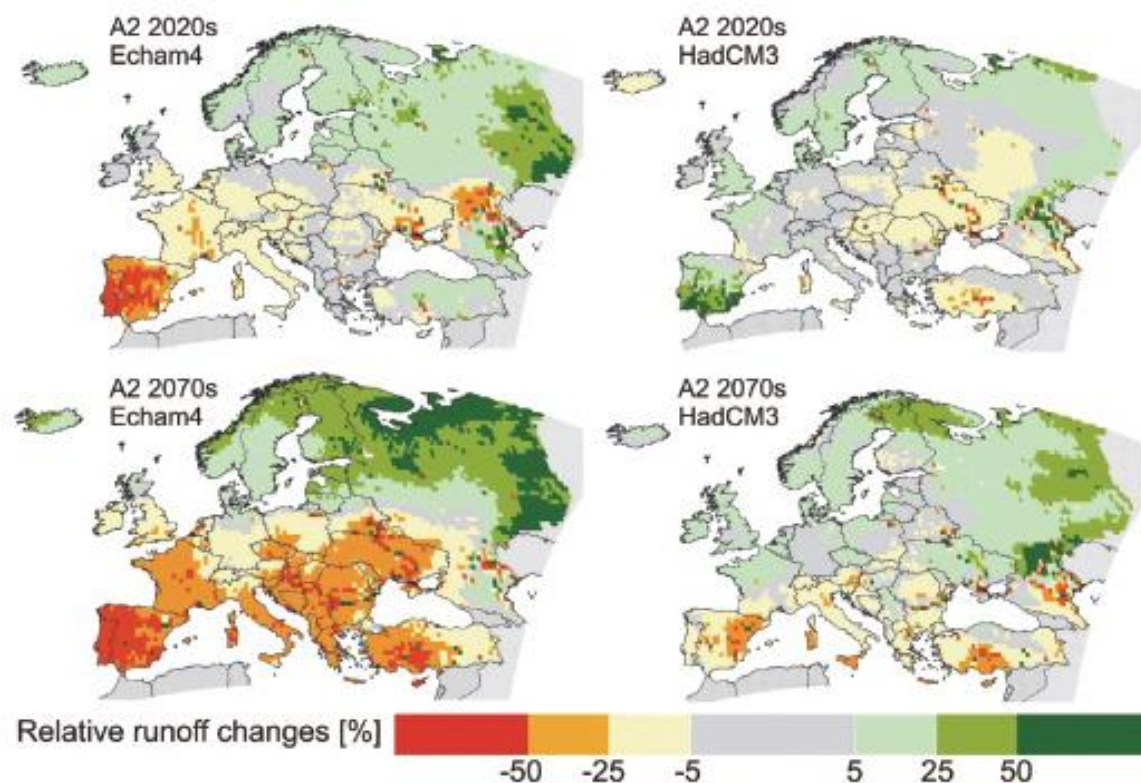 A2 2020s
Echam4
A2 2020s
HadCM3
A2 2070s
Echam4
A2 2070s
HadCM3
Relative runoff changes [%]
-50 -25 -5 5 25 50